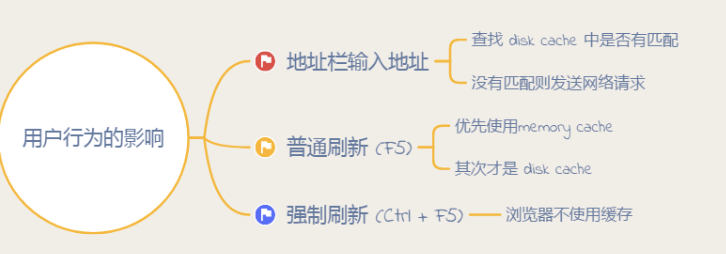 用户行为的影响
地址栏输入地址
查找 disk cache 中是否有匹配
没有匹配则发送网络请求
普通刷新 (F5)
优先使用memory cache
其次才是 disk cache
强制刷新 (Ctrl + F5)
浏览器不使用缓存